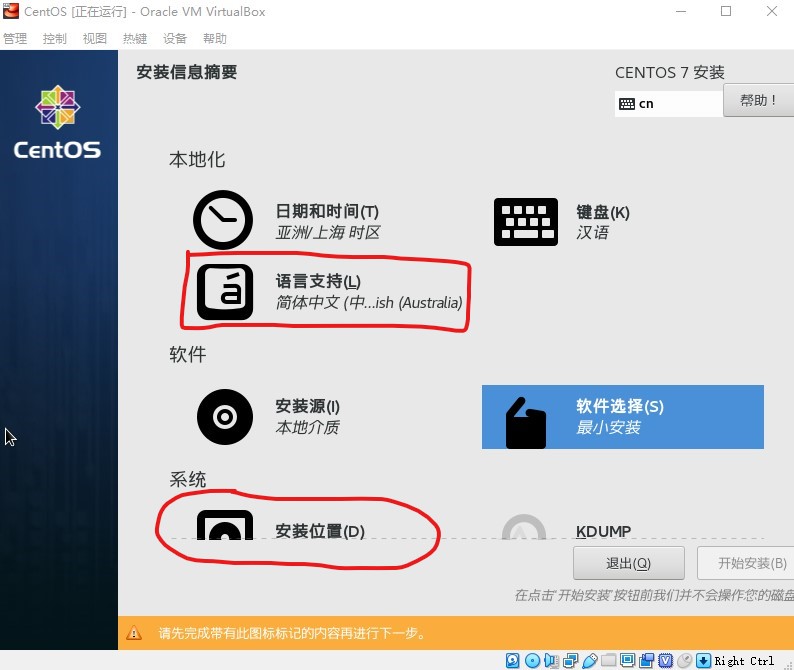 CentOS [正在运行] - Oracle VM VirtualBox
管理 控制 视图 热键 设备 帮助
安装信息摘要
CENTOS 7 安装
cn
帮助！
CentOS
本地化
日期和时间(T)
亚洲/上海 时区
键盘(K)
汉语
语言支持(L)
简体中文 (中...ish (Australia)
软件
安装源(I)
本地介质
软件选择(S)
最小安装
系统
安装位置(D)
KDUMP
退出(Q)
开始安装(B)
在点击"开始安装"按钮前我们并不会操作您的磁盘
请先完成带有此图标标记的内容再进行下一步。
Right Ctrl